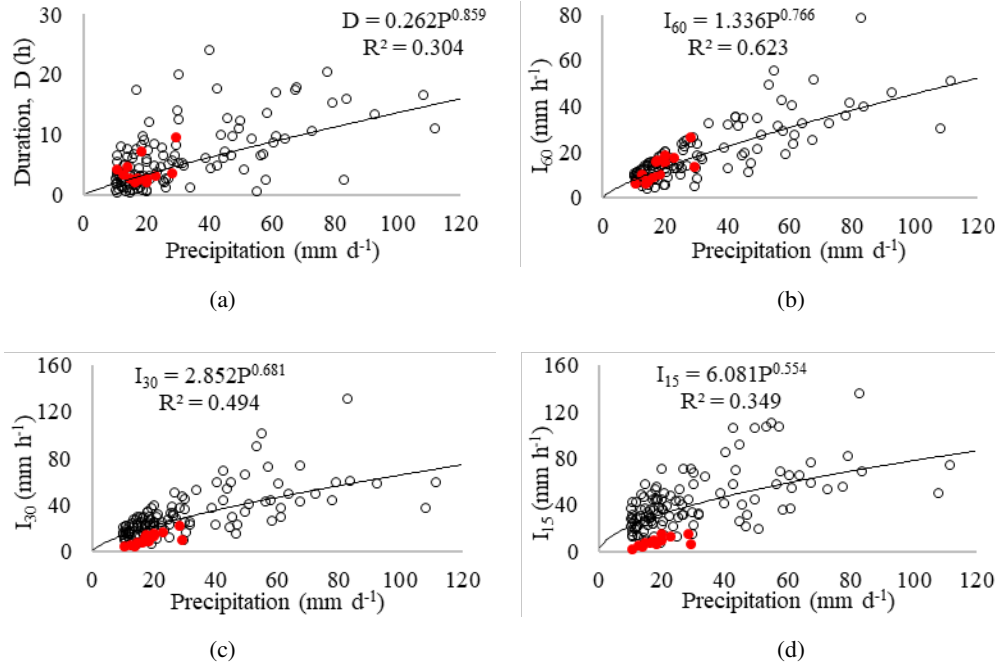 D = 0.262P^0.859
R² = 0.304
Duration, D (h)
30
20
10
0
0 20 40 60 80 100 120
Precipitation (mm d⁻¹)
(a)
I₆₀ = 1.336P^0.766
R² = 0.623
I₆₀ (mm h⁻¹)
80
60
40
20
0
0 20 40 60 80 100 120
Precipitation (mm d⁻¹)
(b)
I₃₀ = 2.852P^0.681
R² = 0.494
I₃₀ (mm h⁻¹)
160
120
80
40
0
0 20 40 60 80 100 120
Precipitation (mm d⁻¹)
(c)
I₁₅ = 6.081P^0.554
R² = 0.349
I₁₅ (mm h⁻¹)
160
120
80
40
0
0 20 40 60 80 100 120
Precipitation (mm d⁻¹)
(d)